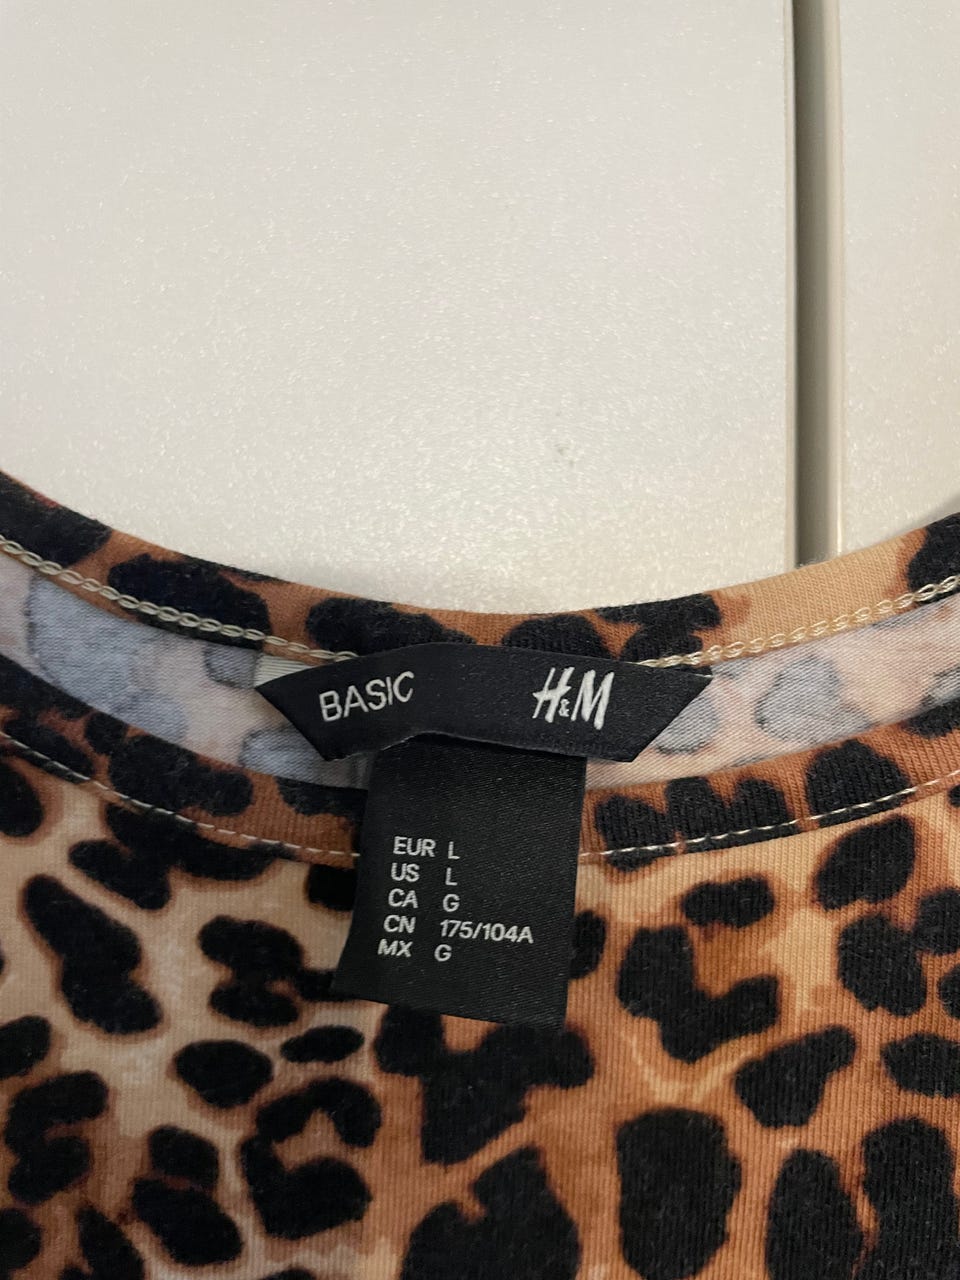 BASIC H&M
EUR L
US L
CA G
CN 175/104A
MX G